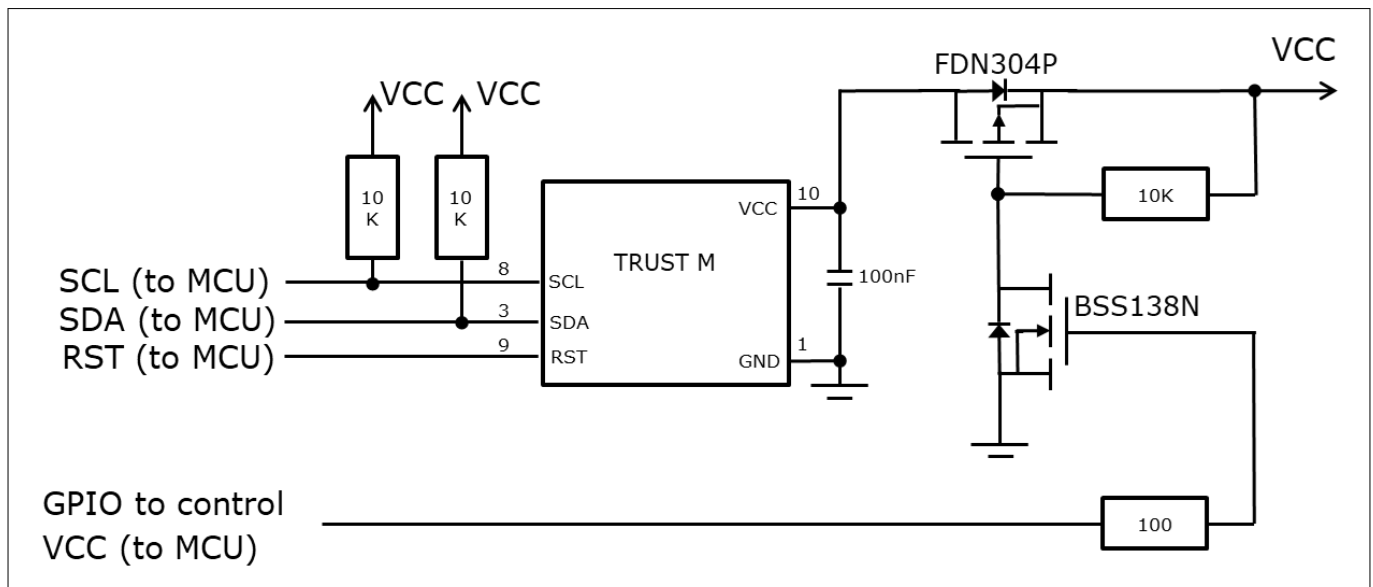 FDN304P
VCC
VCC
VCC
10
K
10
K
10K
10
VCC
TRUST M
100nF
SCL (to MCU)
8
SCL
SDA (to MCU)
3
SDA
RST (to MCU)
9
RST
1
GND
BSS138N
GPIO to control
VCC (to MCU)
100